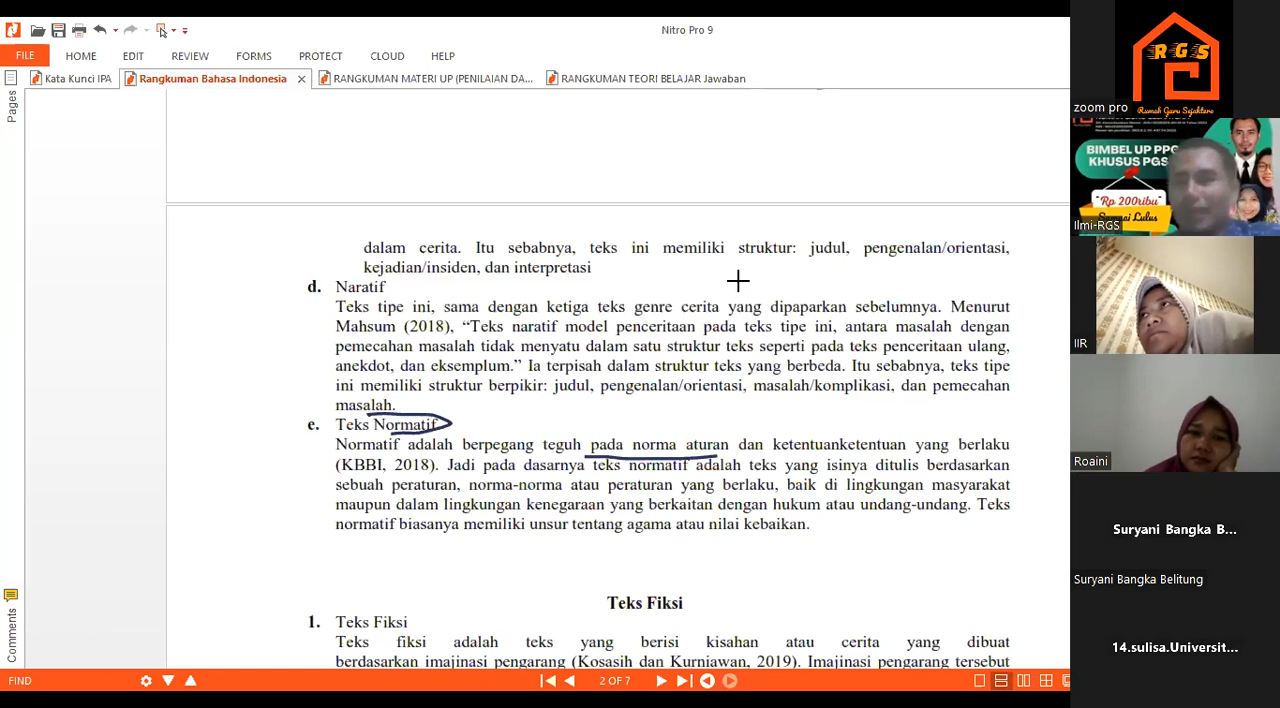 Nitro Pro 9
FILE HOME EDIT REVIEW FORMS PROTECT CLOUD HELP
Kata Kunci IPA Rangkuman Bahasa Indonesia RANGKUMAN MATERI UP (PENILAIAN DA... RANGKUMAN TEORI BELAJAR Jawaban
Pages
dalam cerita. Itu sebabnya, teks ini memiliki struktur: judul, pengenalan/orientasi,
kejadian/insiden, dan interpretasi
d. Naratif
Teks tipe ini, sama dengan ketiga teks genre cerita yang dipaparkan sebelumnya. Menurut
Mahsum (2018), “Teks naratif model penceritaan pada teks tipe ini, antara masalah dengan
pemecahan masalah tidak menyatu dalam satu struktur teks seperti pada teks penceritaan ulang,
anekdot, dan eksemplum.” Ia terpisah dalam struktur teks yang berbeda. Itu sebabnya, teks tipe
ini memiliki struktur berpikir: judul, pengenalan/orientasi, masalah/komplikasi, dan pemecahan
masalah.
e. Teks Normatif
Normatif adalah berpegang teguh pada norma aturan dan ketentuanketentuan yang berlaku
(KBBI, 2018). Jadi pada dasarnya teks normatif adalah teks yang isinya ditulis berdasarkan
sebuah peraturan, norma-norma atau peraturan yang berlaku, baik di lingkungan masyarakat
maupun dalam lingkungan kenegaraan yang berkaitan dengan hukum atau undang-undang. Teks
normatif biasanya memiliki unsur tentang agama atau nilai kebaikan.
Teks Fiksi
1. Teks Fiksi
Teks fiksi adalah teks yang berisi kisahan atau cerita yang dibuat
berdasarkan imajinasi pengarang (Kosasih dan Kurniawan, 2019). Imajinasi pengarang tersebut
Comments
FIND
2 OF 7
RGS
Rumah Guru Sejahtera
zoom pro
BIMBEL UP PPG
KHUSUS PGS
Rp 200ribu
Sampai Lulus
Ilmi-RGS
IIR
Roaini
Suryani Bangka B...
Suryani Bangka Belitung
14.sulisa.Universit...